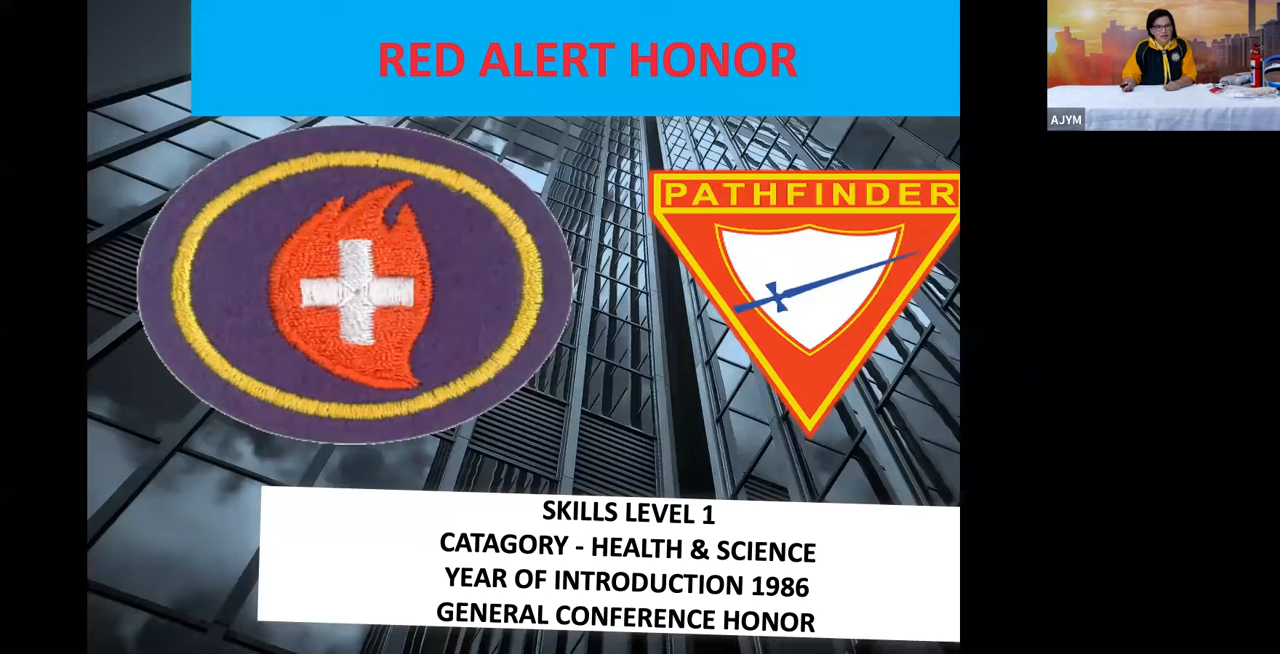 RED ALERT HONOR
PATHFINDER
SKILLS LEVEL 1
CATAGORY - HEALTH & SCIENCE
YEAR OF INTRODUCTION 1986
GENERAL CONFERENCE HONOR
AJYM